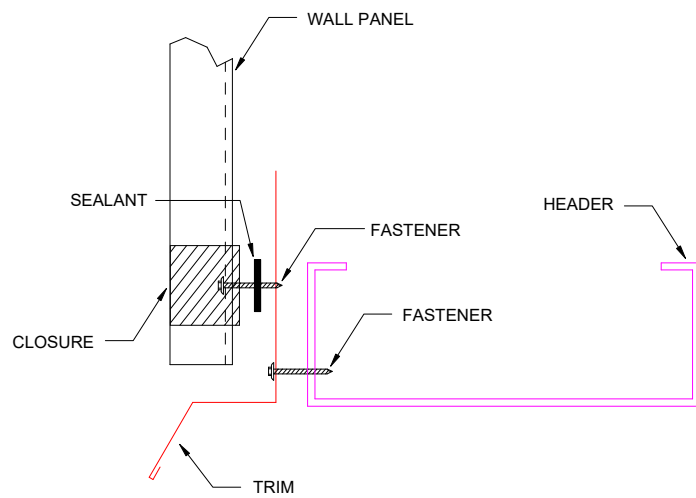 WALL PANEL
SEALANT
HEADER
FASTENER
FASTENER
CLOSURE
TRIM